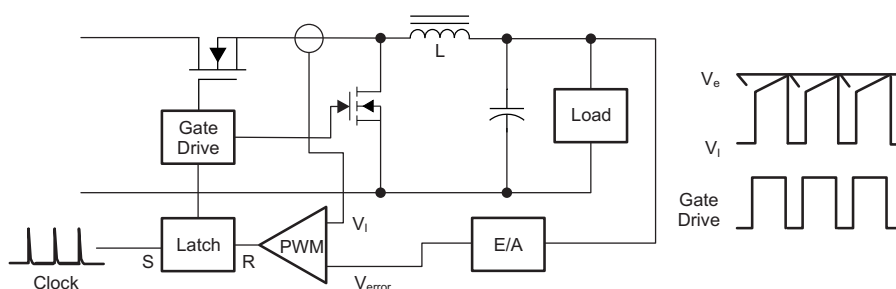 L
Gate
Drive
Load
V_I
Latch
PWM
E/A
S
R
V_error
Clock
V_e
V_I
Gate
Drive